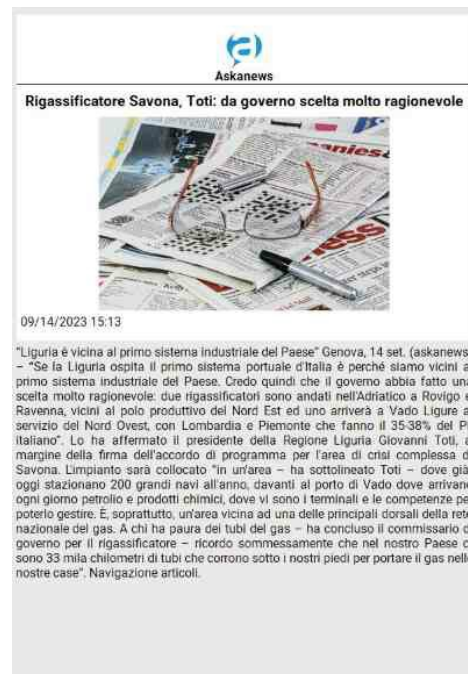 Askanews
Rigassificatore Savona, Toti: da governo scelta molto ragionevole
anies
09/14/2023 15:13
"Liguria è vicina al primo sistema industriale del Paese" Genova, 14 set. (askanews)
– "Se la Liguria ospita il primo sistema portuale d'Italia è perché siamo vicini a
primo sistema industriale del Paese. Credo quindi che il governo abbia fatto una
scelta molto ragionevole: due rigassificatori sono andati nell'Adriatico a Rovigo e
Ravenna, vicini al polo produttivo del Nord Est ed uno arriverà a Vado Ligure a
servizio del Nord Ovest, con Lombardia e Piemonte che fanno il 35-38% del PI
italiano". Lo ha affermato il presidente della Regione Liguria Giovanni Toti, a
margine della firma dell'accordo di programma per l'area di crisi complessa d
Savona. L'impianto sarà collocato "in un'area – ha sottolineato Toti – dove già
oggi stazionano 200 grandi navi all'anno, davanti al porto di Vado dove arrivano
ogni giorno petrolio e prodotti chimici, dove vi sono i terminali e le competenze pe
poterlo gestire. È, soprattutto, un'area vicina ad una delle principali dorsali della rete
nazionale del gas. A chi ha paura dei tubi del gas – ha concluso il commissario d
governo per il rigassificatore – ricordo sommessamente che nel nostro Paese c
sono 33 mila chilometri di tubi che corrono sotto i nostri piedi per portare il gas nelle
nostre case". Navigazione articoli.